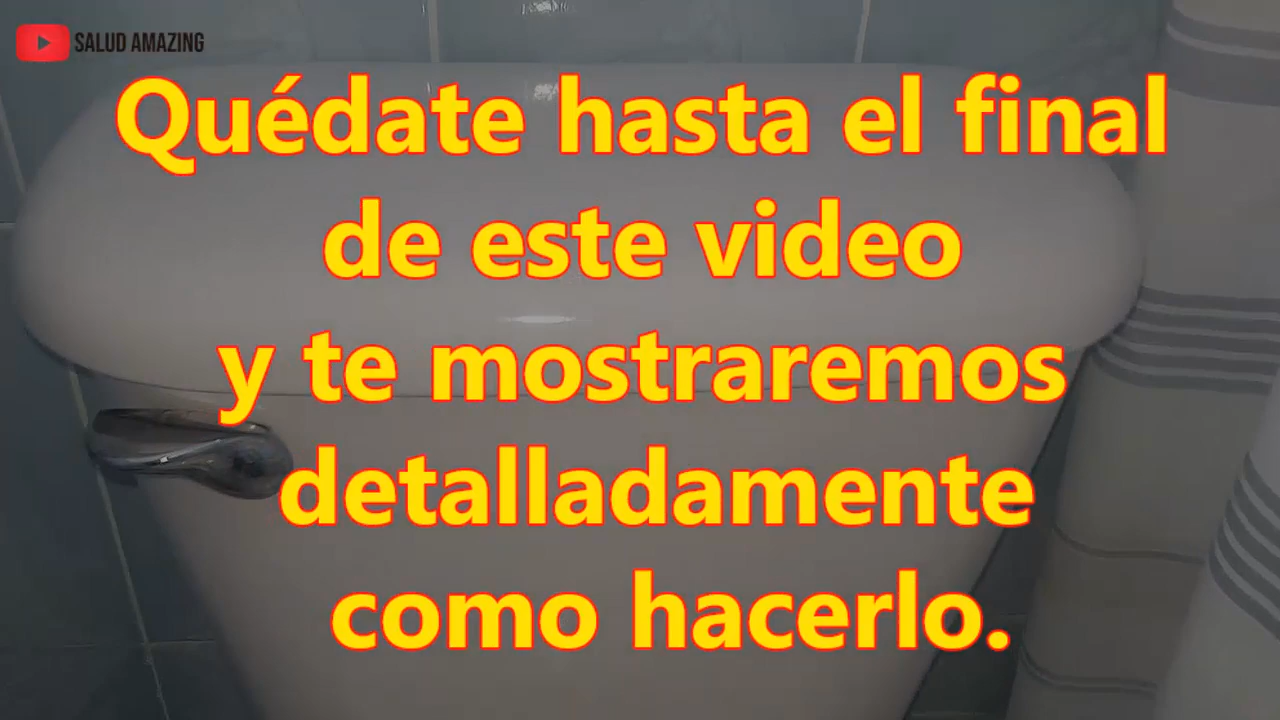 SALUD AMAZING
Quédate hasta el final
de este video
y te mostraremos
detalladamente
como hacerlo.